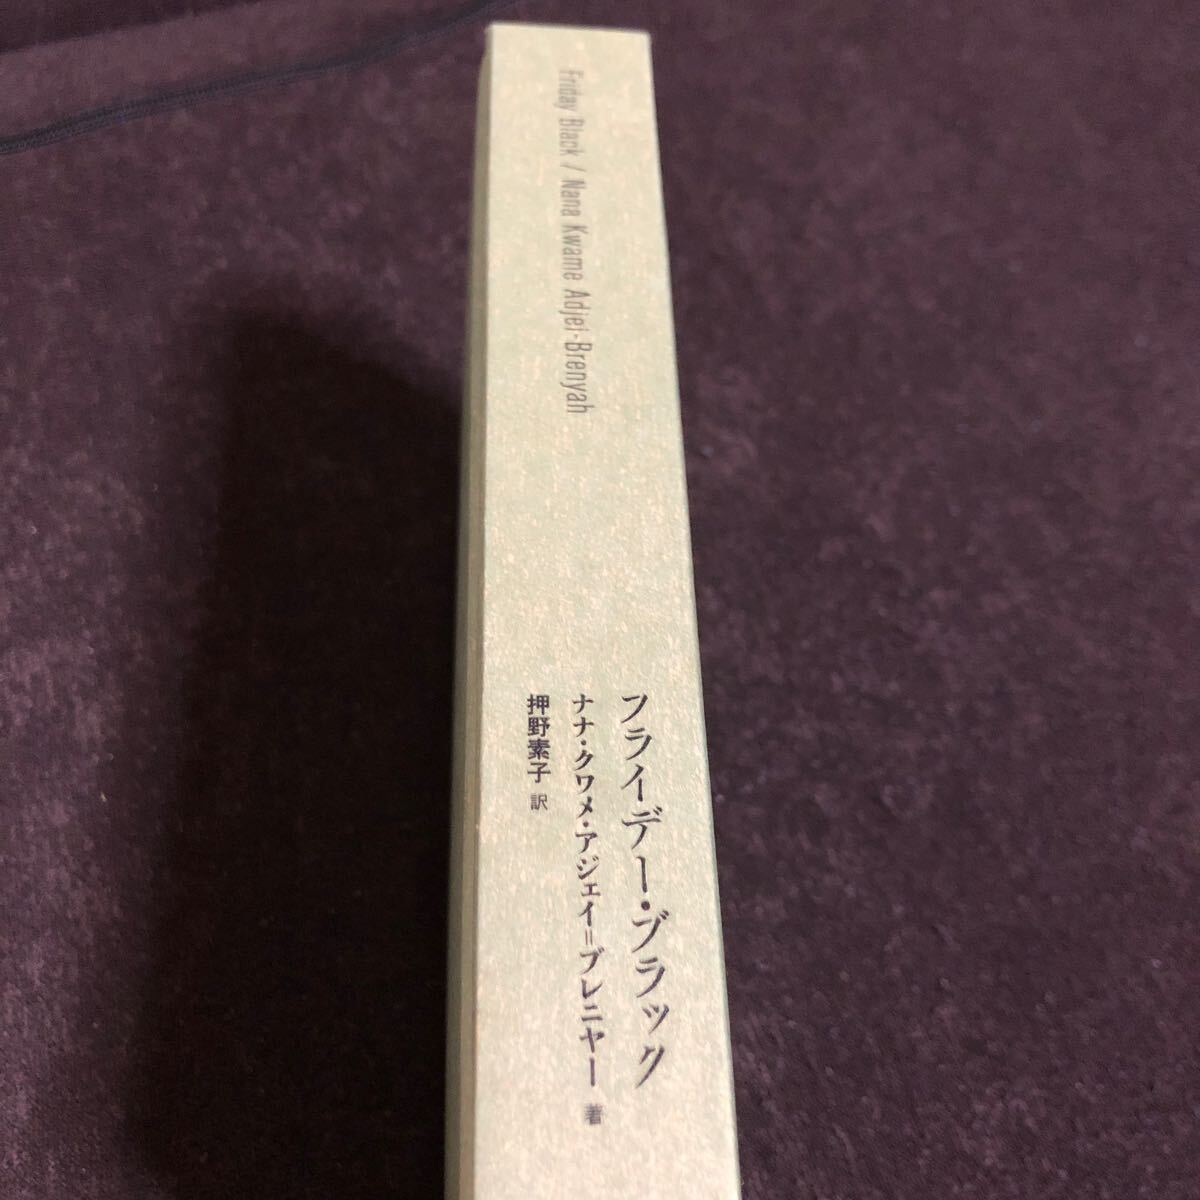 Friday Black / Nana Kwame Adjei-Brenyah
フライデー・ブラック
ナナ・クワメ・アジェイ=ブレニヤー 著
押野素子 訳